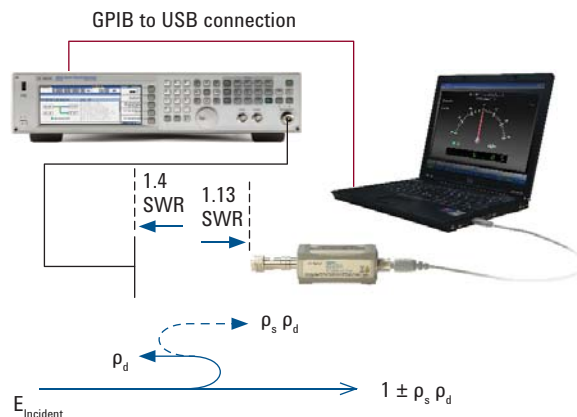 GPIB to USB connection
1.4
SWR
1.13
SWR
ρs ρd
ρd
EIncident
1 ± ρs ρd